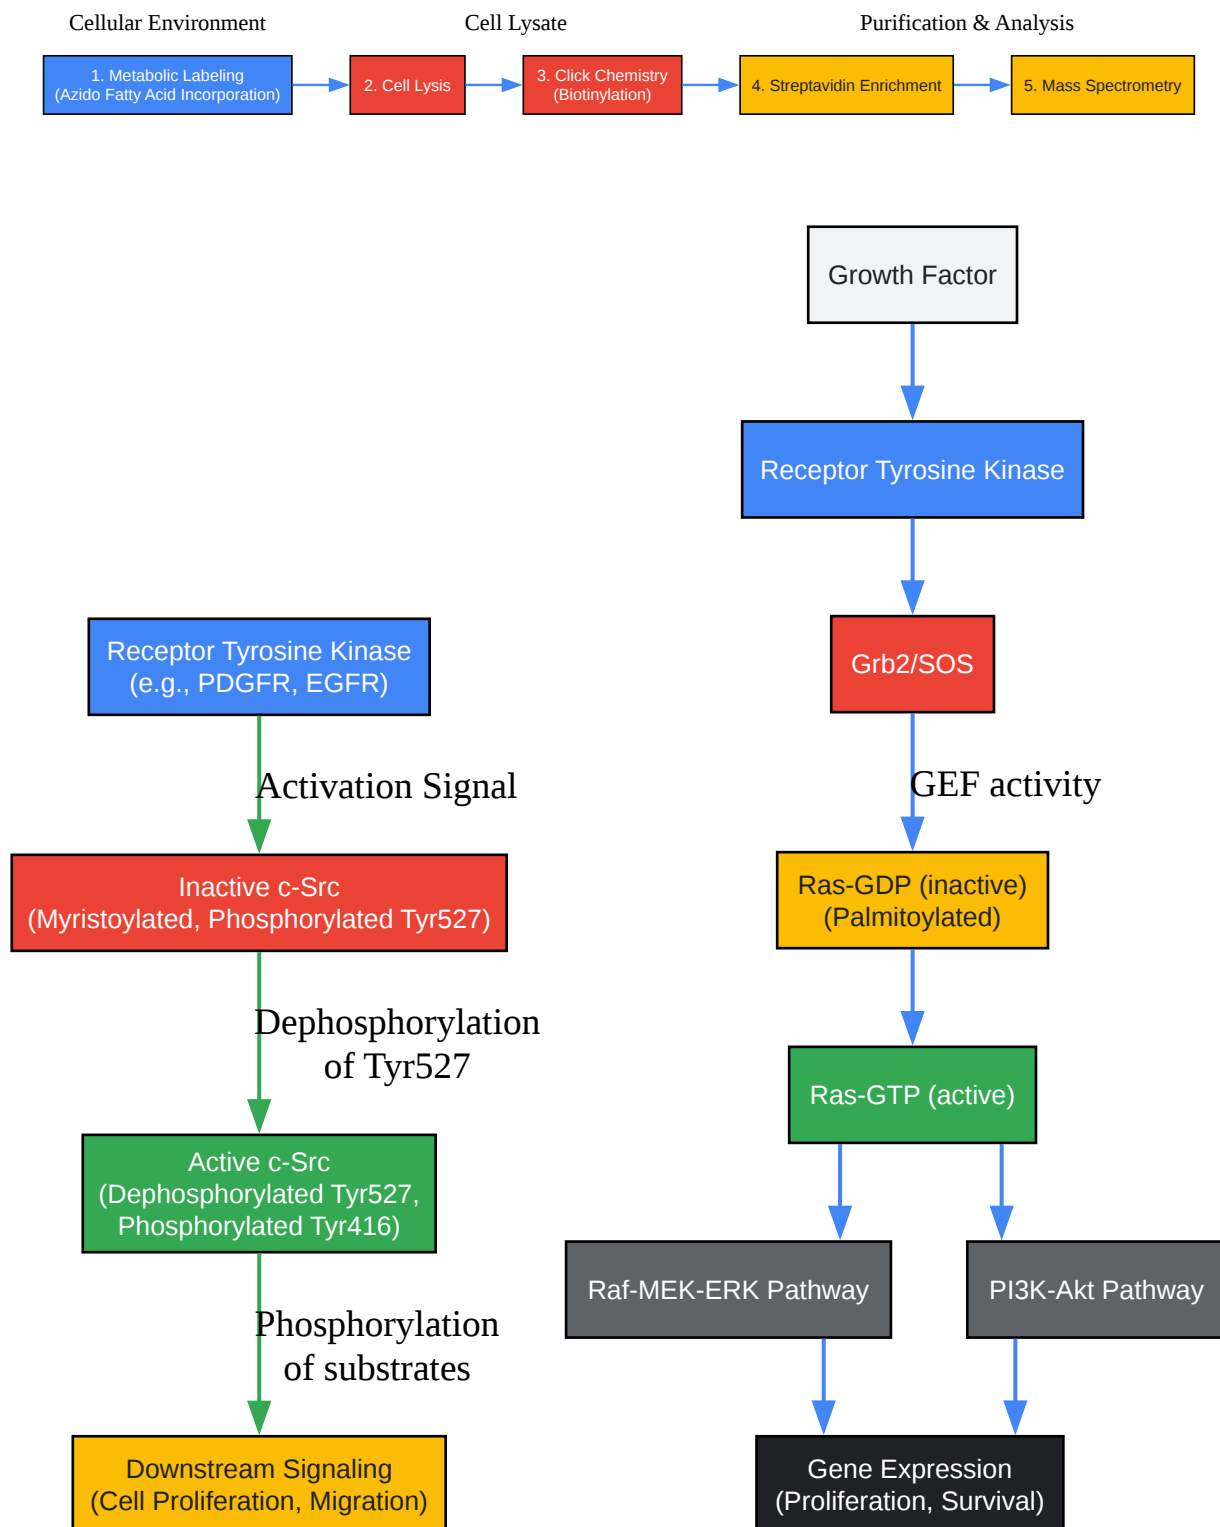 Cellular Environment
Cell Lysate
Purification & Analysis
1. Metabolic Labeling
(Azido Fatty Acid Incorporation)
2. Cell Lysis
3. Click Chemistry
(Biotinylation)
4. Streptavidin Enrichment
5. Mass Spectrometry
Receptor Tyrosine Kinase
(e.g., PDGFR, EGFR)
Activation Signal
Inactive c-Src
(Myristoylated, Phosphorylated Tyr527)
Dephosphorylation
of Tyr527
Active c-Src
(Dephosphorylated Tyr527,
Phosphorylated Tyr416)
Phosphorylation
of substrates
Downstream Signaling
(Cell Proliferation, Migration)
Growth Factor
Receptor Tyrosine Kinase
Grb2/SOS
GEF activity
Ras-GDP (inactive)
(Palmitoylated)
Ras-GTP (active)
Raf-MEK-ERK Pathway
PI3K-Akt Pathway
Gene Expression
(Proliferation, Survival)